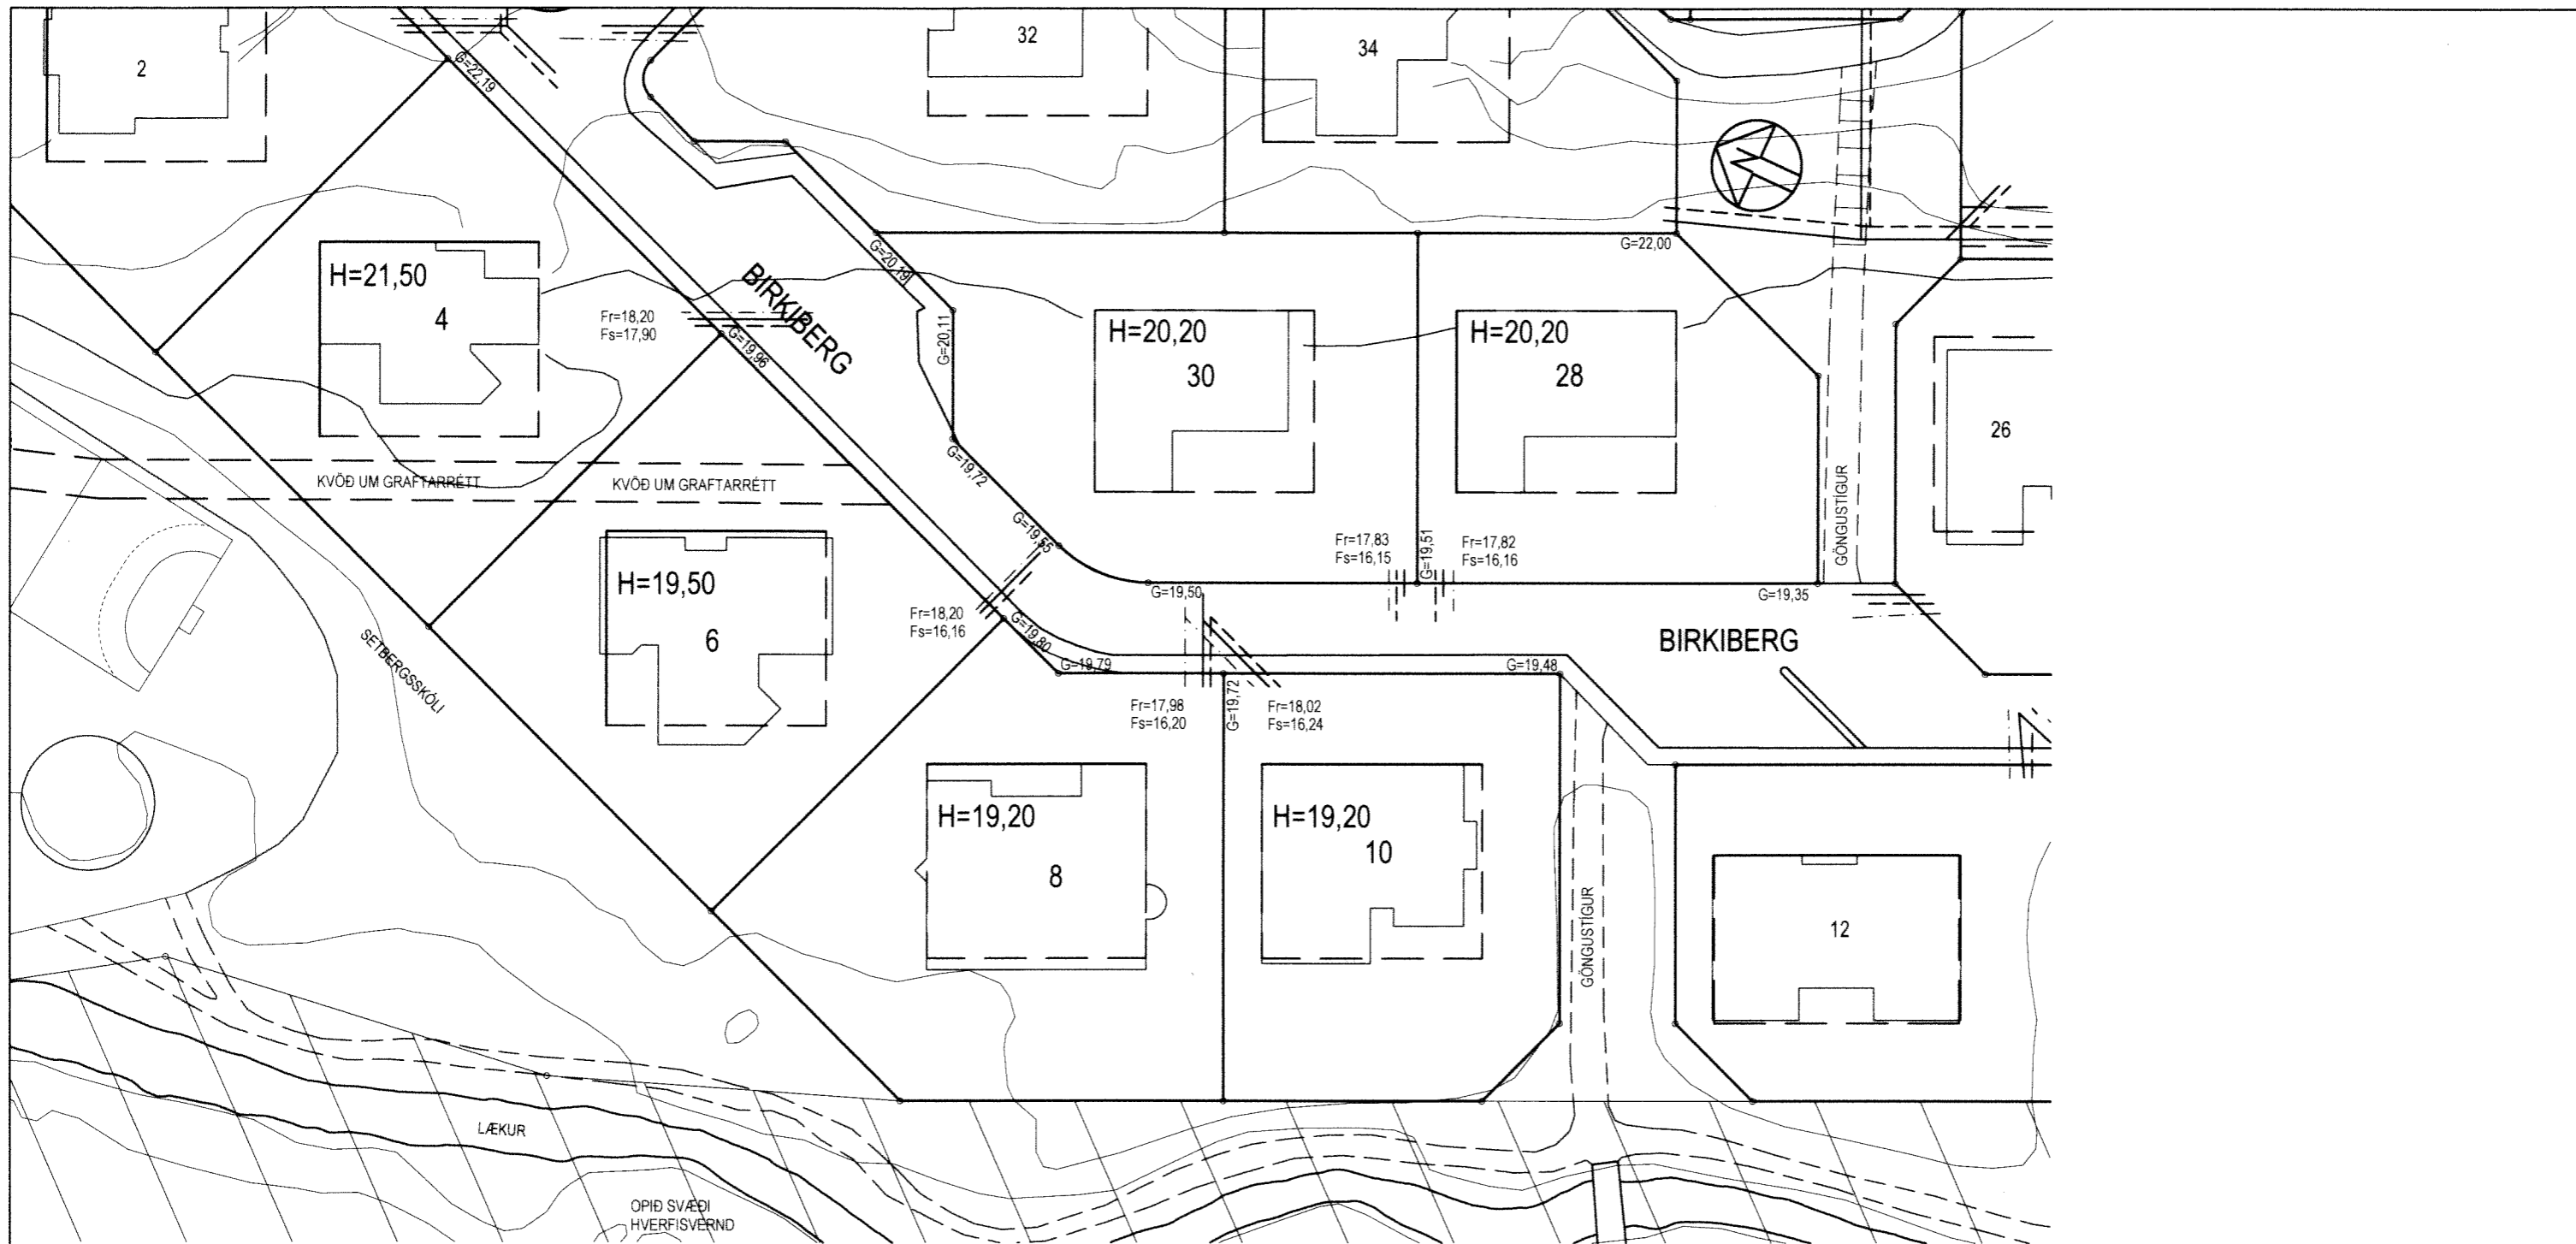 2
32
34
G=22,19
N
G=20,19
G=22,00
H=21,50
4
Fr=18,20
Fs=17,90
G=19,96
BIRKIBERG
G=20,11
H=20,20
30
H=20,20
28
26
G=19,72
KVÖÐ UM GRAFTARRÉTT
KVÖÐ UM GRAFTARRÉTT
GÖNGUSTÍGUR
G=19,55
Fr=17,83
Fs=16,15
G=19,51
Fr=17,82
Fs=16,16
H=19,50
6
G=19,50
G=19,35
Fr=18,20
Fs=16,16
G=19,80
BIRKIBERG
SETBERGSSKÓLI
G=19,79
G=19,48
Fr=17,98
Fs=16,20
G=19,72
Fr=18,02
Fs=16,24
H=19,20
8
H=19,20
10
12
GÖNGUSTÍGUR
LÆKUR
OPIÐ SVÆÐI
HVERFISVERND